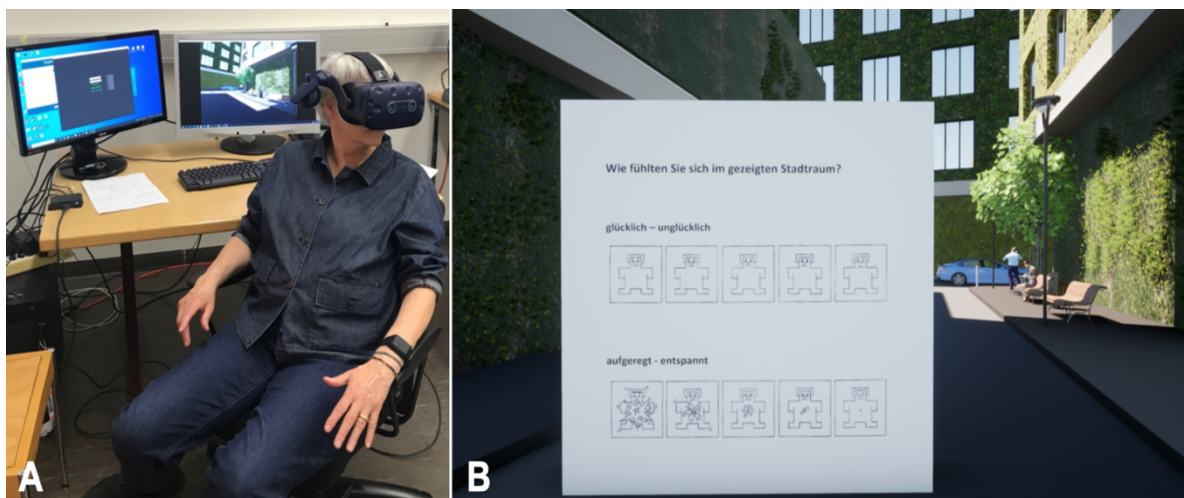 A
B
Wie fühlten Sie sich im gezeigten Stadtraum?
glücklich – unglücklich
aufgeregt - entspannt